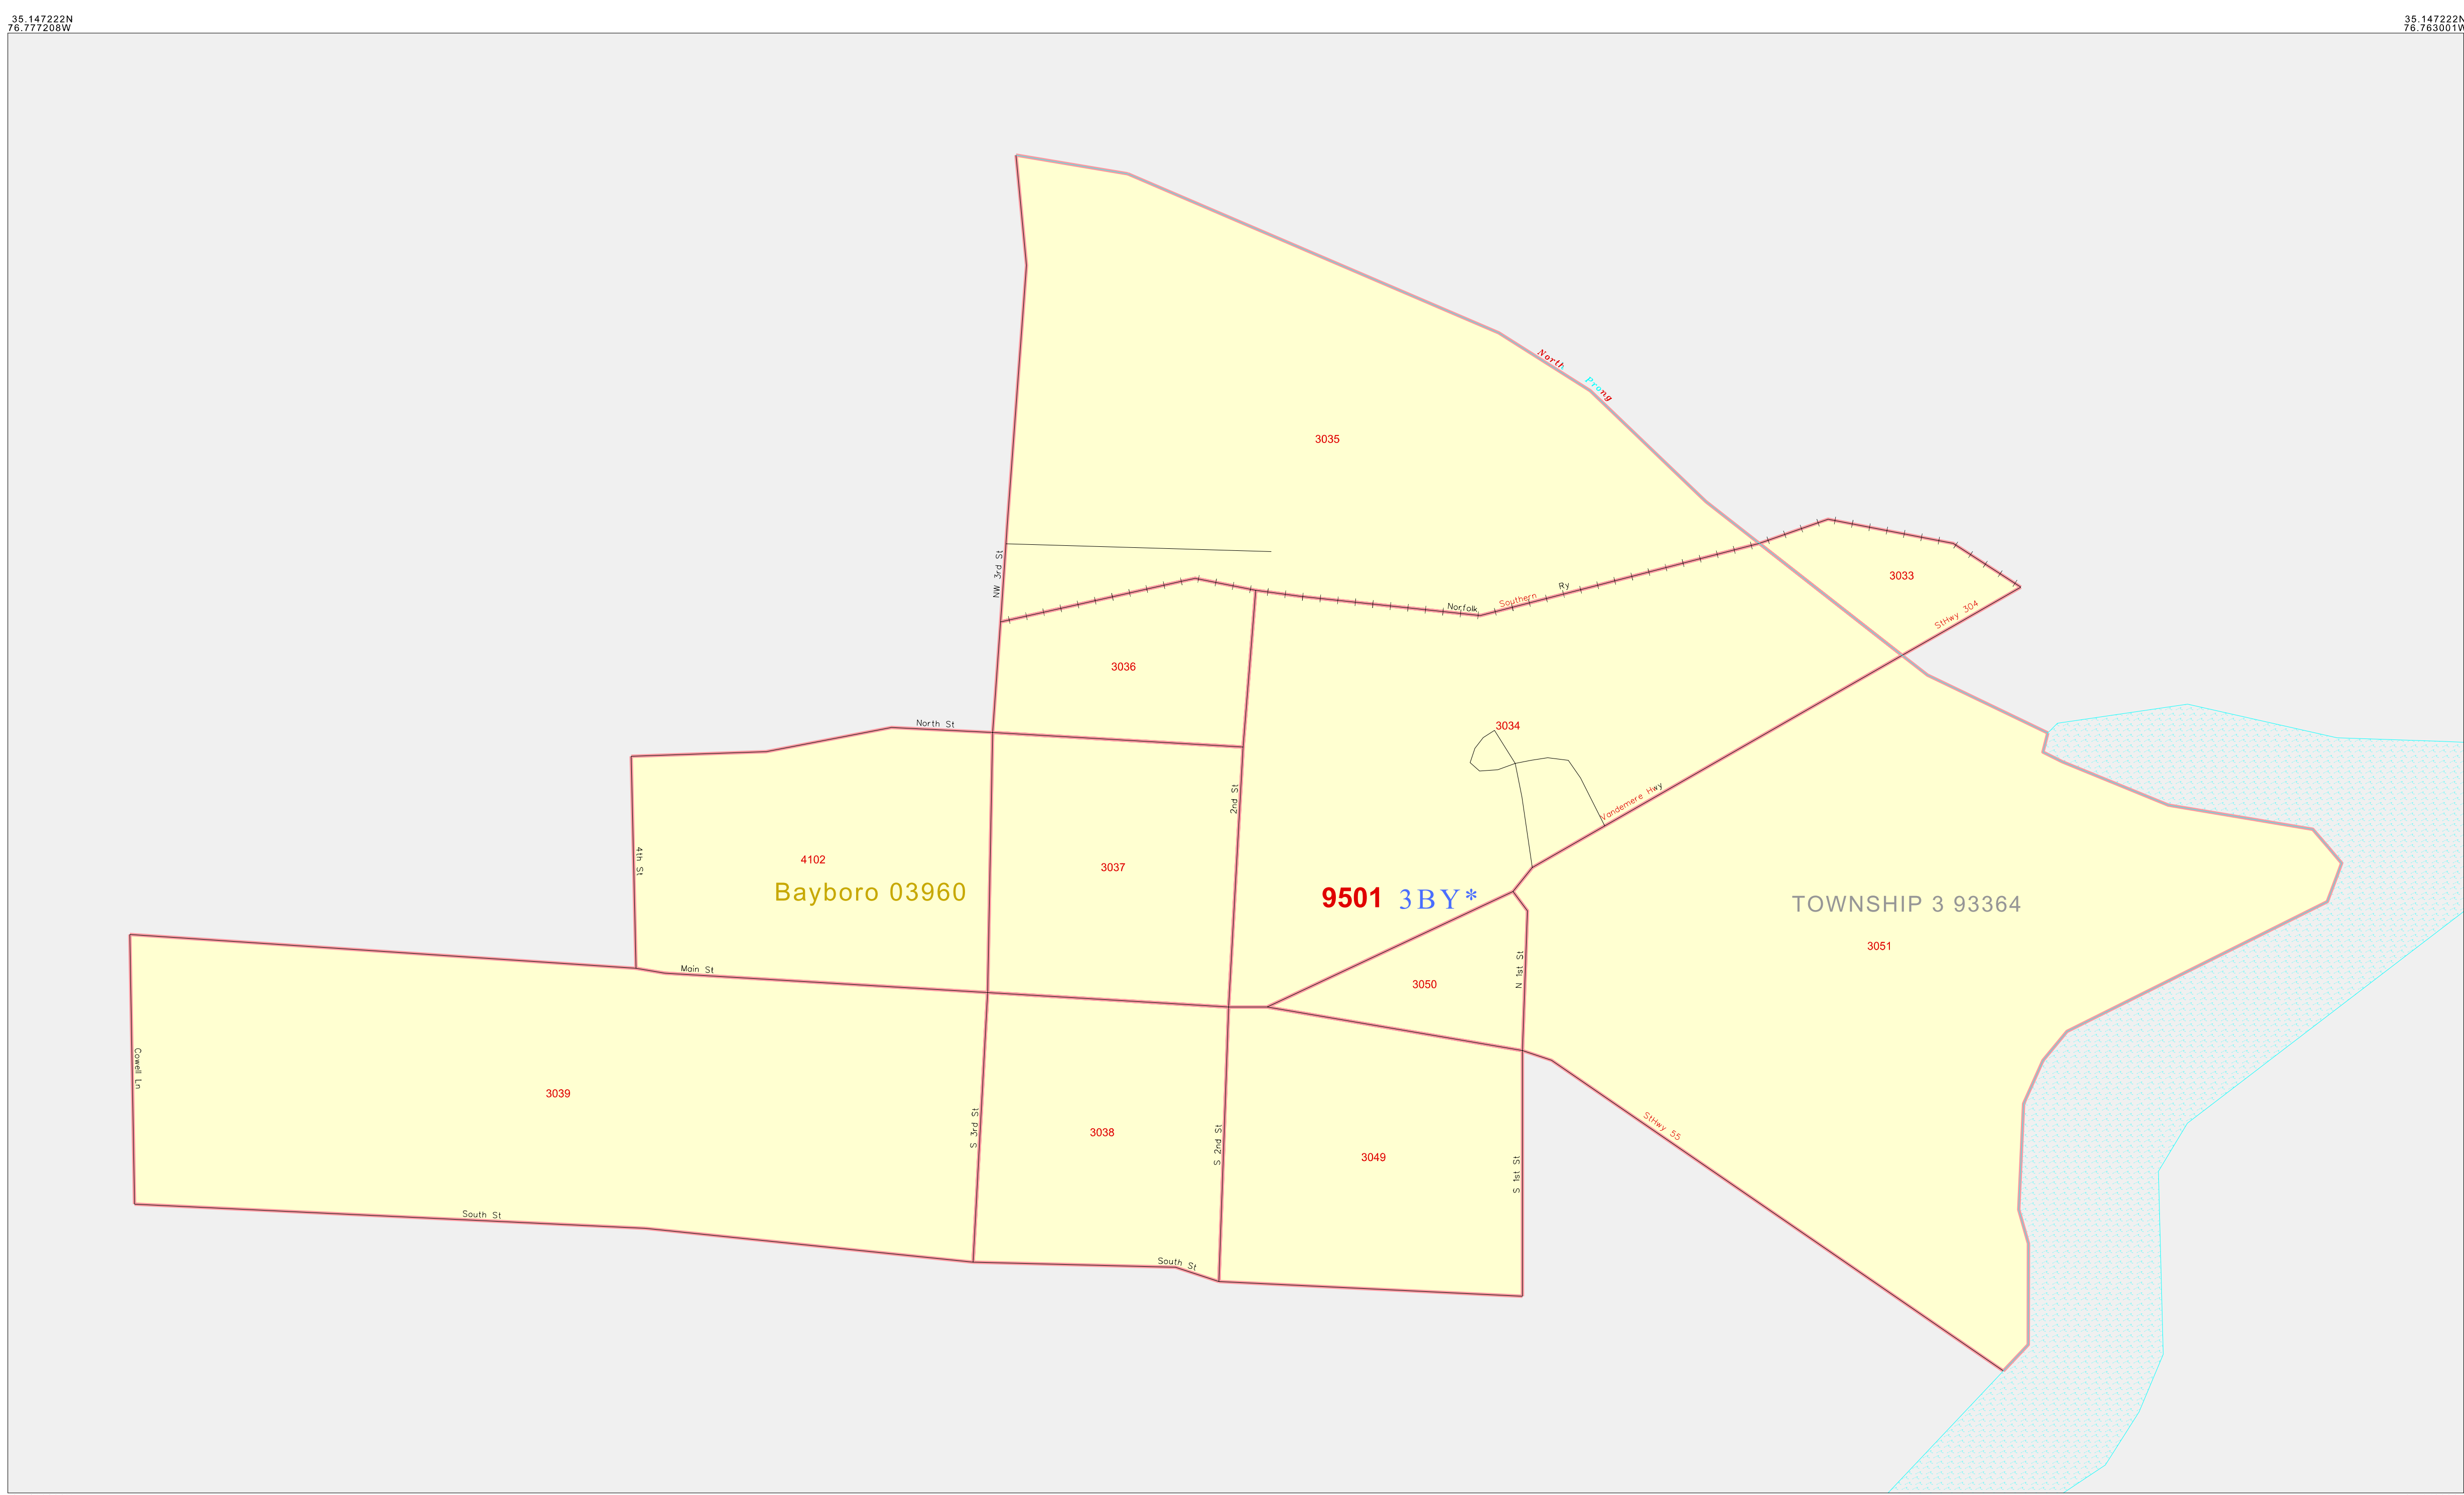 35.147222N
76.777208W
35.147222N
76.763001W
North Prong
3035
NW 3rd St
3033
Norfolk Southern Ry
StHwy 304
3036
North St
3034
2nd St
Vandemere Hwy
4th St
4102
3037
Bayboro 03960
9501 3BY*
TOWNSHIP 3 93364
3051
Main St
N 1st St
3050
Cowell Ln
3039
S 3rd St
3038
S 2nd St
3049
S 1st St
StHwy 55
South St
South St